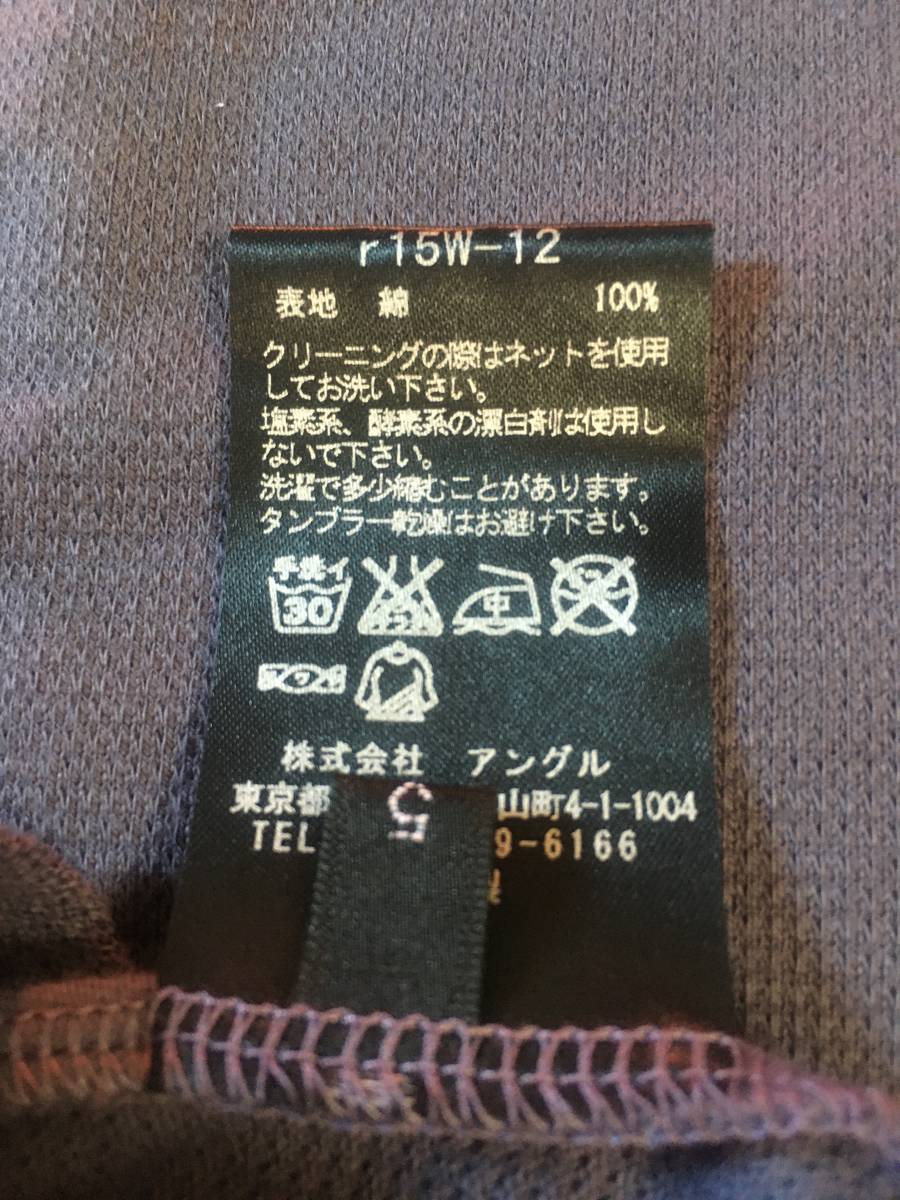 r15W-12
表地 綿 100%
クリーニングの際はネットを使用
してお洗い下さい。
塩素系、酵素系の漂白剤は使用し
ないで下さい。
洗濯で多少縮むことがあります。
タンブラー乾燥はお避け下さい。
手洗イ
30
中
株式会社 アングル
東京都 山町4-1-1004
TEL 9-6166
5